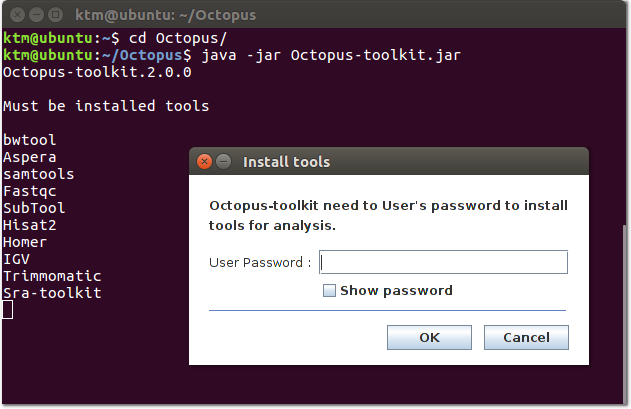 ktm@ubuntu: ~/Octopus
ktm@ubuntu:~$ cd Octopus/
ktm@ubuntu:~/Octopus$ java -jar Octopus-toolkit.jar
Octopus-toolkit.2.0.0
Must be installed tools
bwtool
Aspera
samtools
Fastqc
SubTool
Hisat2
Homer
IGV
Trimmomatic
Sra-toolkit
Install tools
Octopus-toolkit need to User's password to install
tools for analysis.
User Password :
Show password
OK Cancel